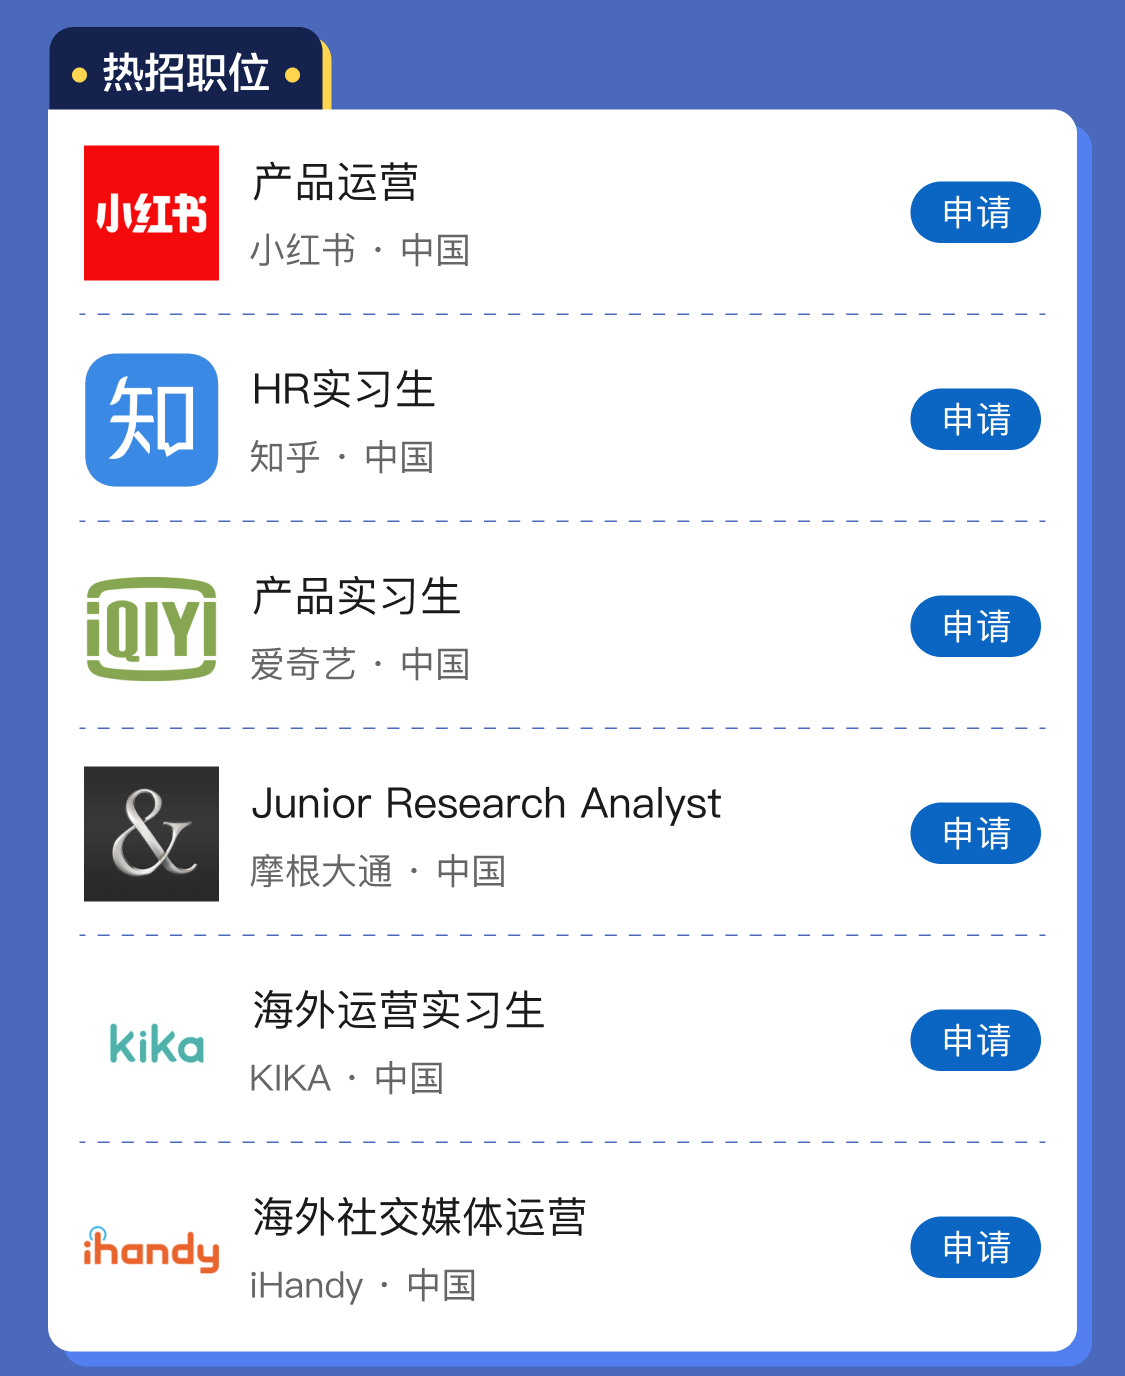 热招职位
小红书
产品运营
小红书 · 中国
申请
知
HR实习生
知乎 · 中国
申请
iQIYI
产品实习生
爱奇艺 · 中国
申请
&
Junior Research Analyst
摩根大通 · 中国
申请
kika
海外运营实习生
KIKA · 中国
申请
ihandy
海外社交媒体运营
iHandy · 中国
申请